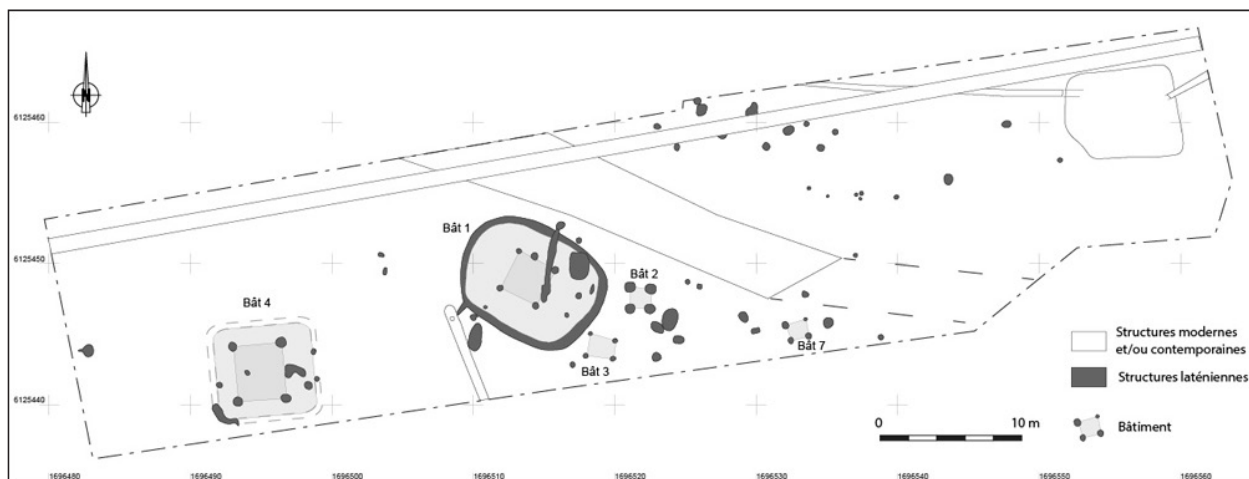 N
6125460
6125450
6125440
Bât 1
Bât 2
Bât 4
Bât 7
Bât 3
Structures modernes
et/ou contemporaines
Structures laténiennes
Bâtiment
0 10 m
1696480 1696490 1696500 1696510 1696520 1696530 1696540 1696550 1696560